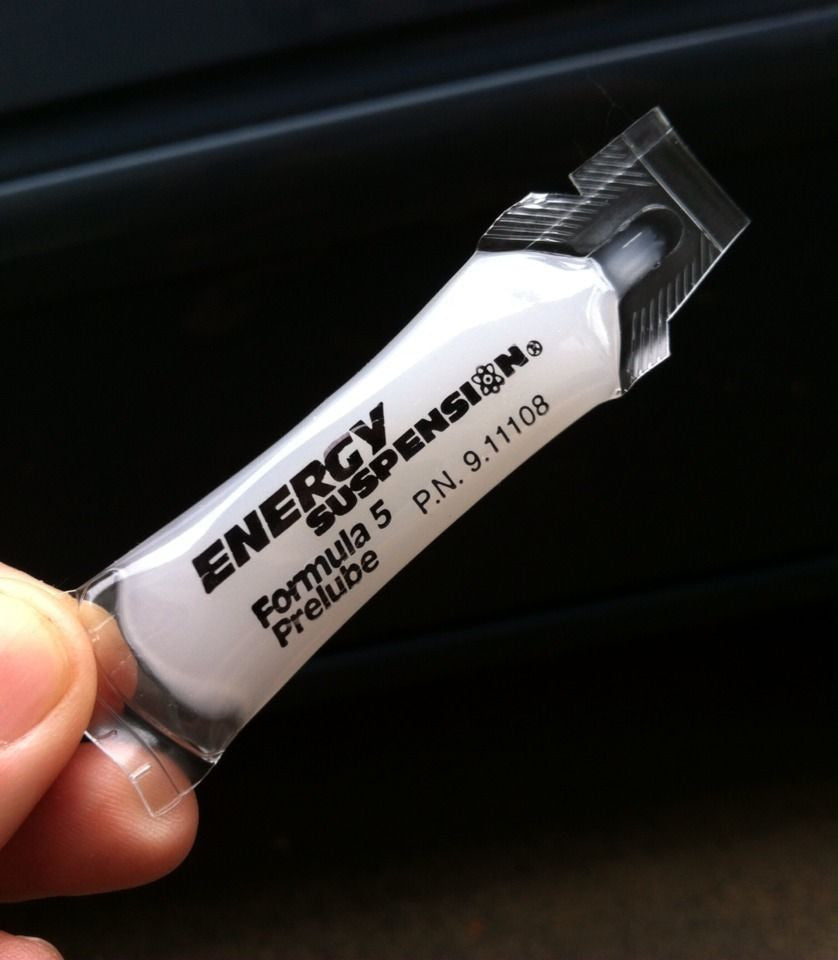 ENERGY
SUSPENSION®
Formula 5
Prelube
P.N. 9.11108